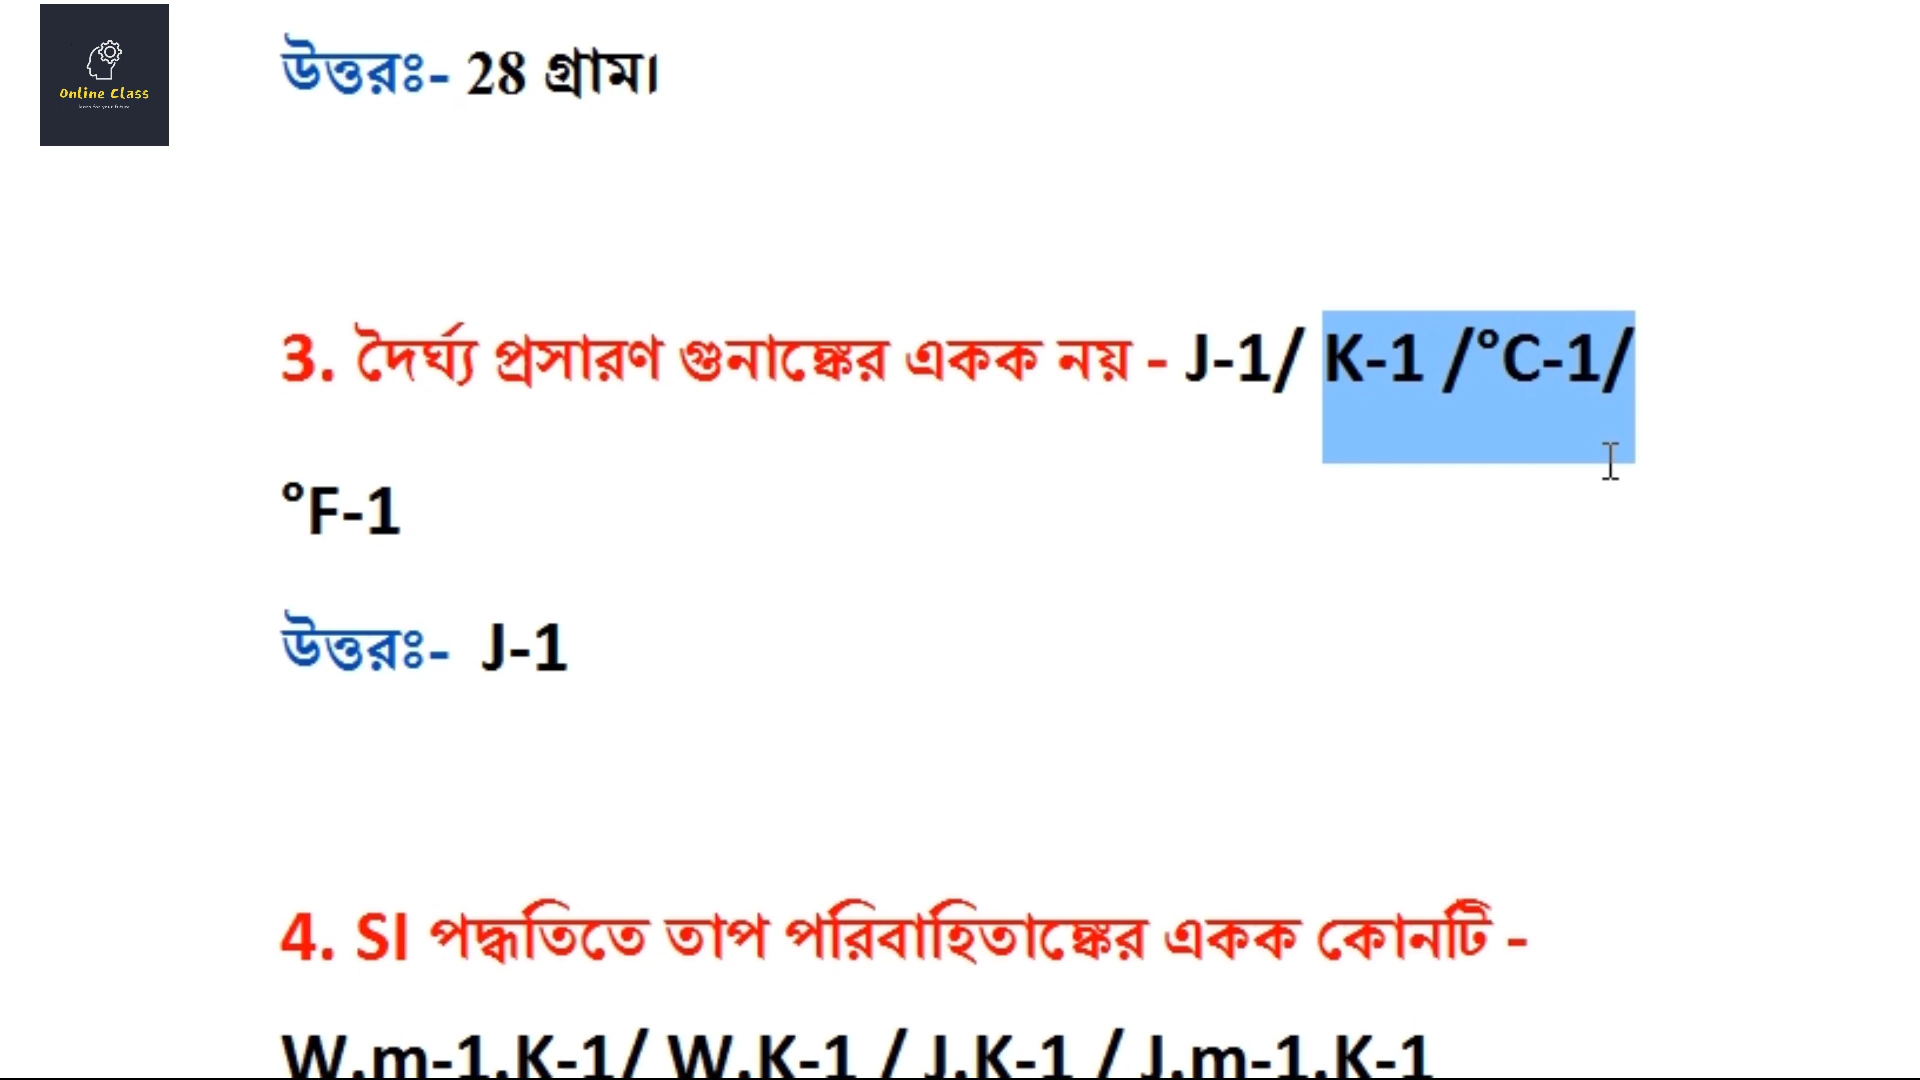 Online Class
উত্তরঃ- 28 গ্রাম।
3. দৈর্ঘ্য প্রসারণ গুনাঙ্কের একক নয় - J-1/ K-1 /°C-1/
°F-1
উত্তরঃ- J-1
4. SI পদ্ধতিতে তাপ পরিবাহিতাঙ্কের একক কোনটি -
W.m-1.K-1/ W.K-1 / J.K-1 / J.m-1.K-1